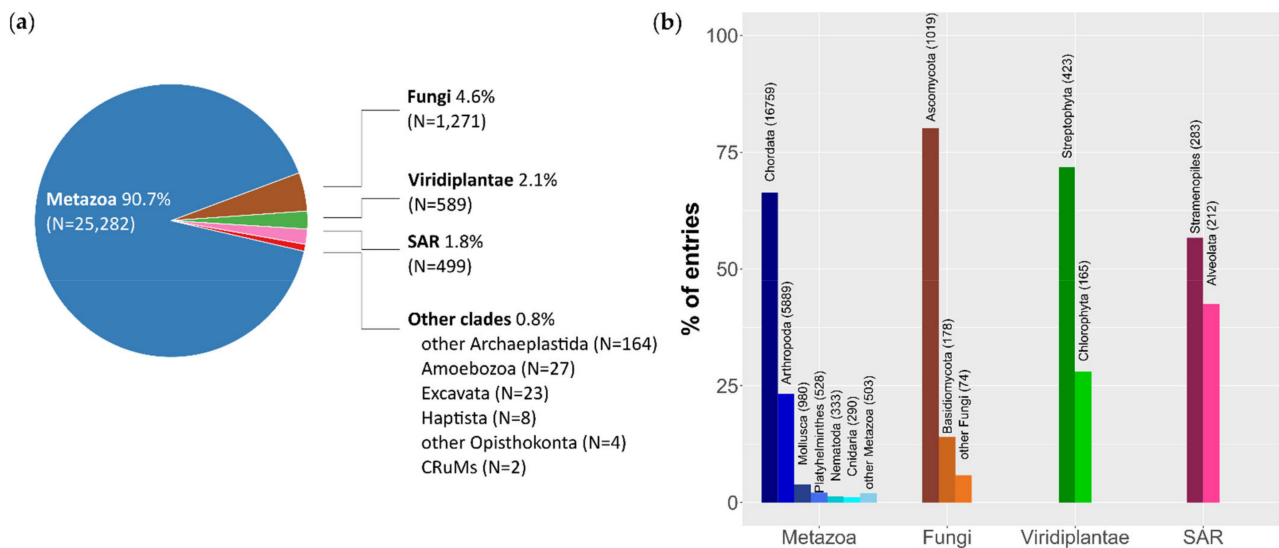 (a)
Metazoa 90.7%
(N=25,282)
Fungi 4.6%
(N=1,271)
Viridiplantae 2.1%
(N=589)
SAR 1.8%
(N=499)
Other clades 0.8%
other Archaeplastida (N=164)
Amoebozoa (N=27)
Excavata (N=23)
Haptista (N=8)
other Opisthokonta (N=4)
CRuMs (N=2)
(b)
% of entries
100
75
50
25
0
Chordata (16759)
Arthropoda (5889)
Mollusca (980)
Platyhelminthes (528)
Nematoda (333)
Cnidaria (290)
other Metazoa (503)
Ascomycota (1019)
Basidiomycota (178)
other Fungi (74)
Streptophyta (423)
Chlorophyta (165)
Stramenopiles (283)
Alveolata (212)
Metazoa
Fungi
Viridiplantae
SAR